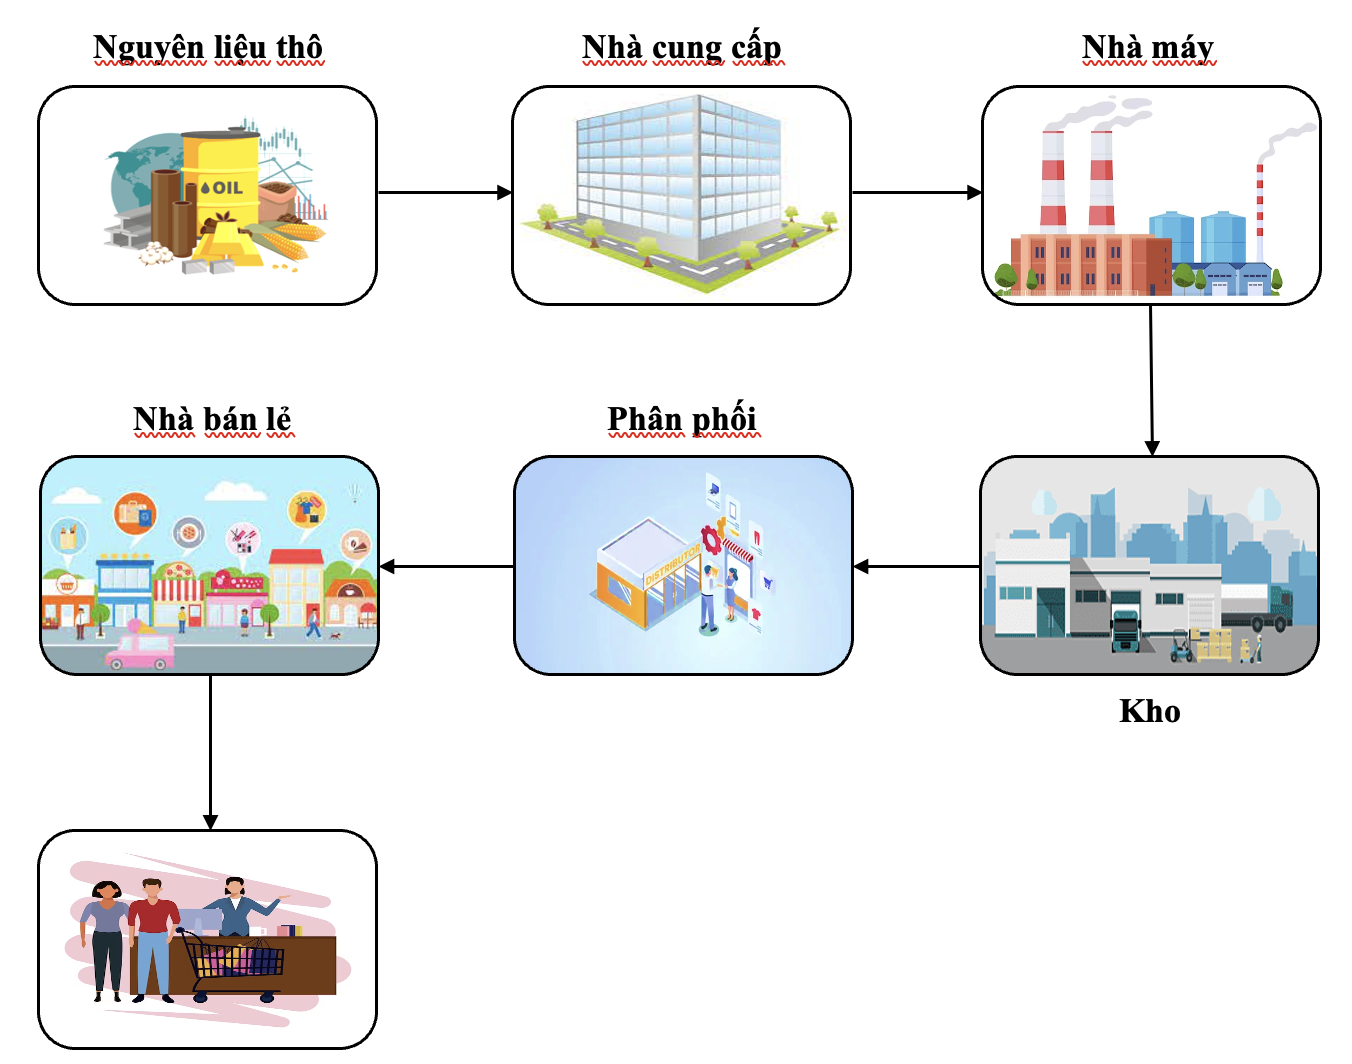 Nguyên liệu thô
Nhà cung cấp
Nhà máy
OIL
Nhà bán lẻ
Phân phối
DISTRIBUTOR
Kho